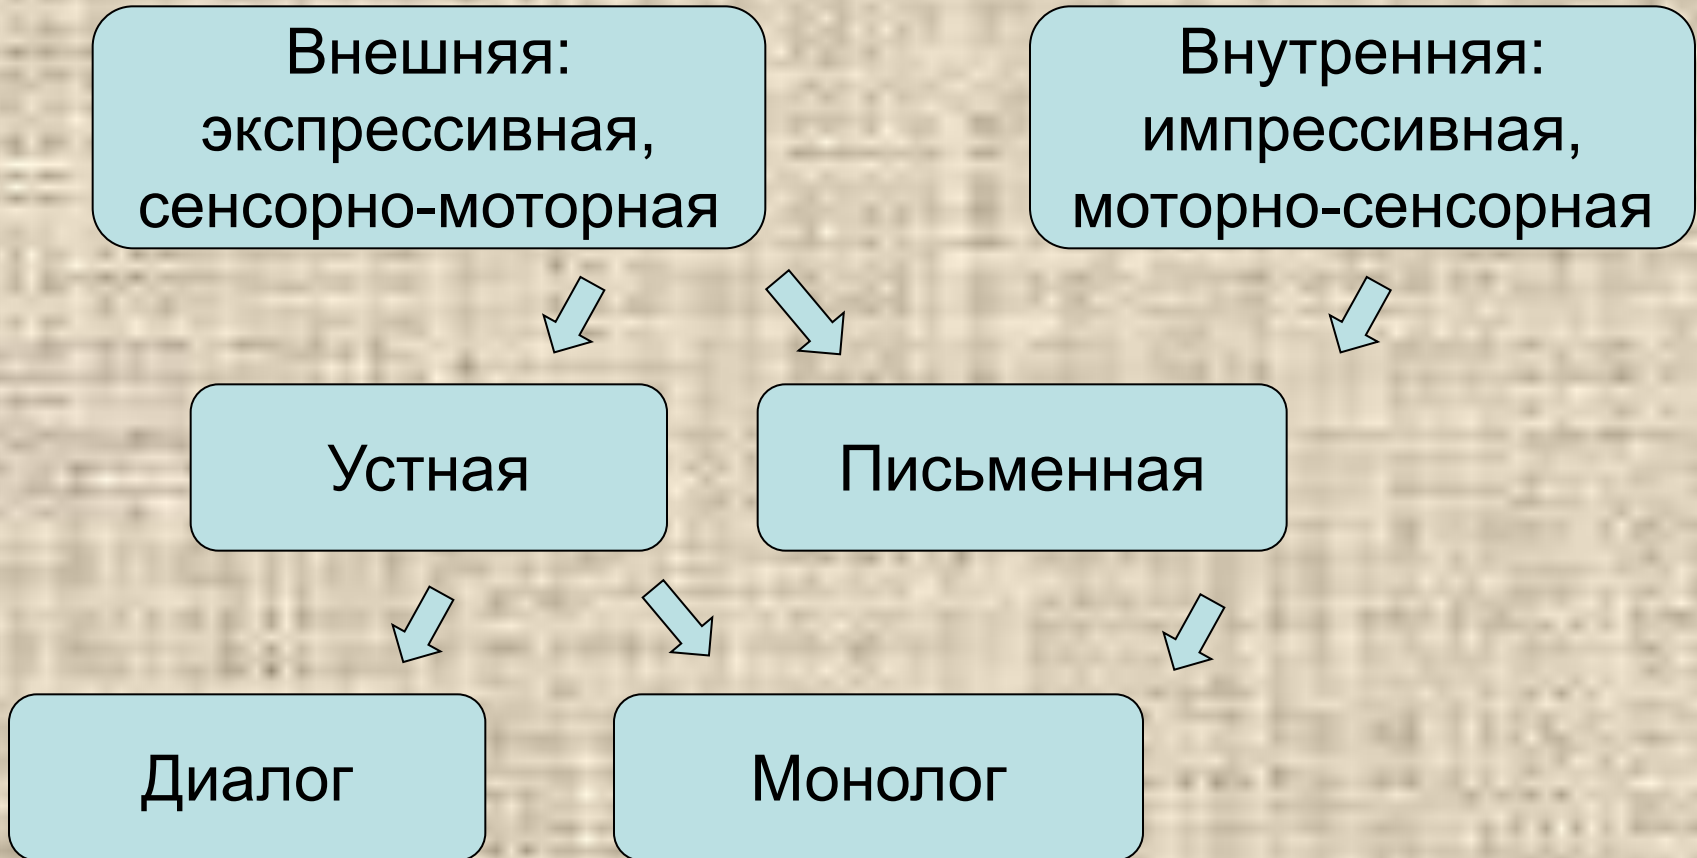 Внешняя:
экспрессивная,
сенсорно-моторная
Внутренняя:
импрессивная,
моторно-сенсорная
Устная
Письменная
Диалог
Монолог